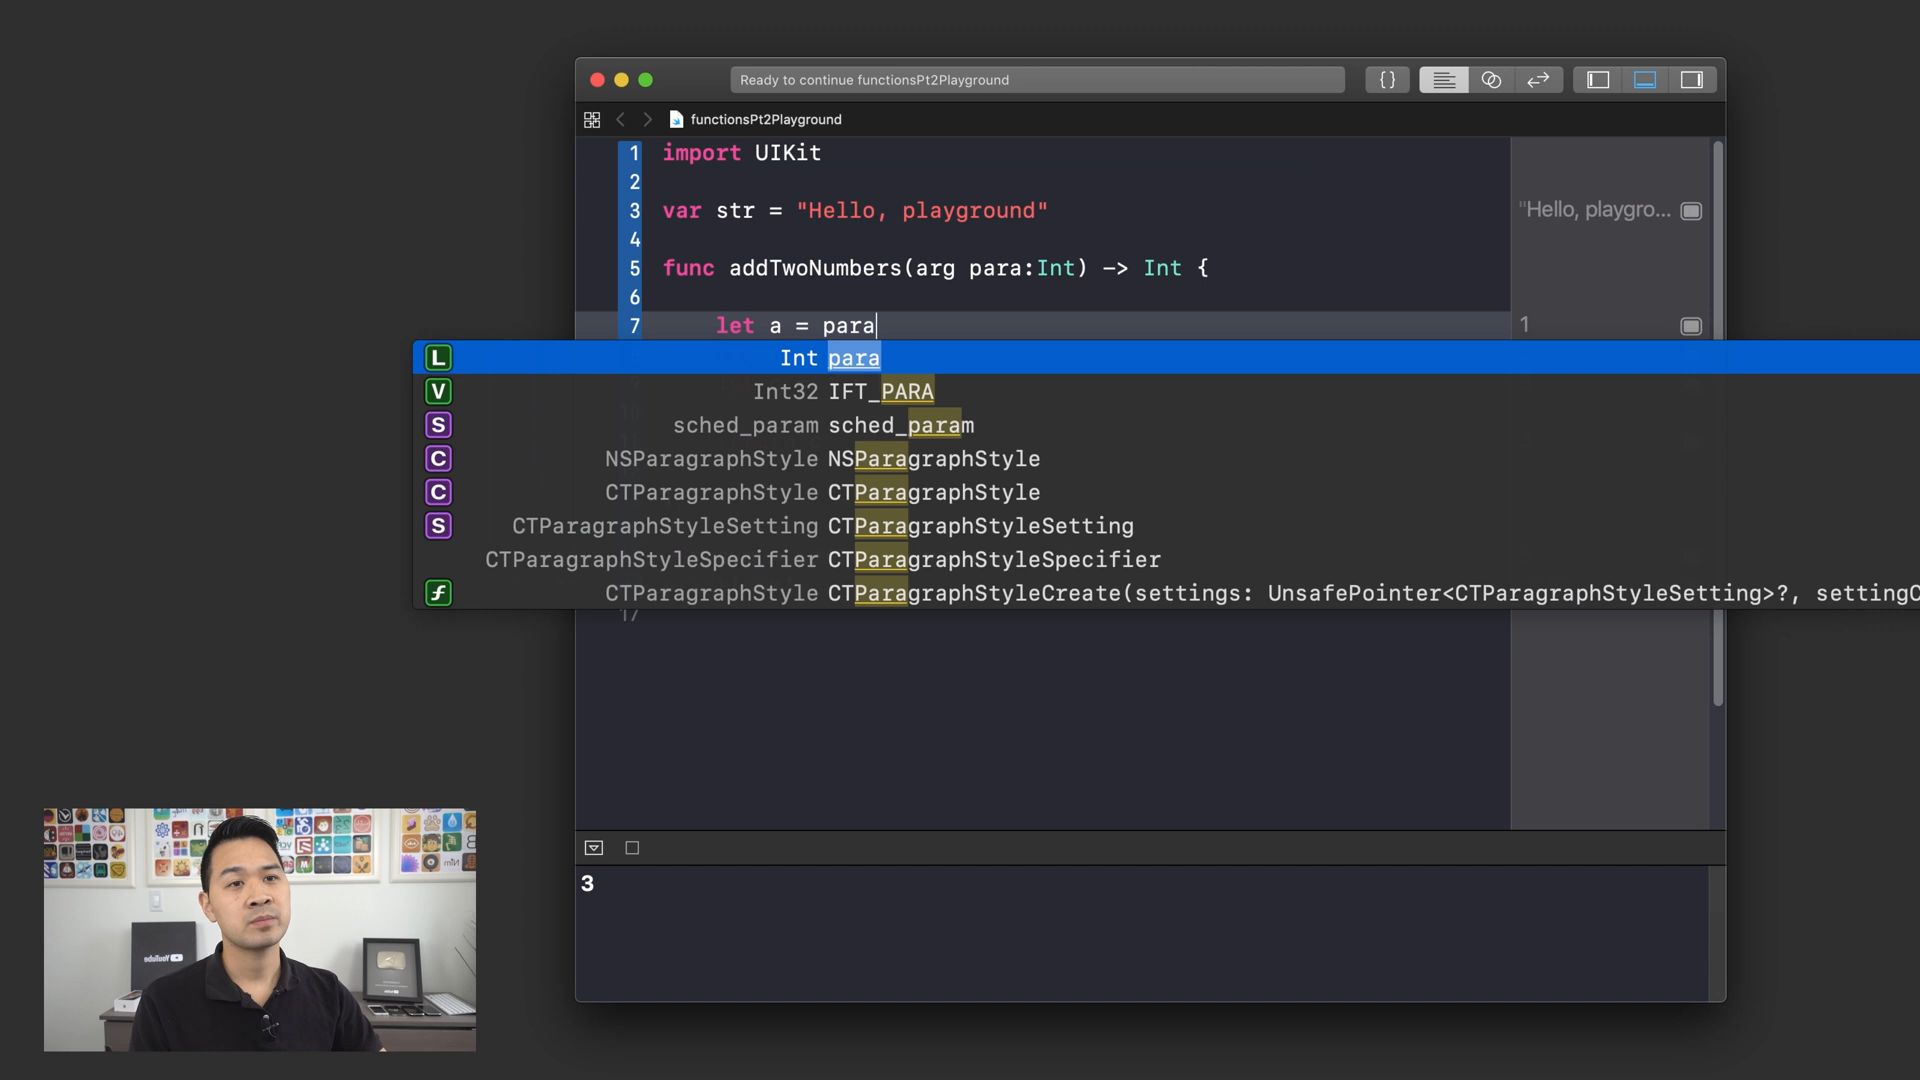 Ready to continue functionsPt2Playground
{}
functionsPt2Playground
1 import UIKit
2
3 var str = "Hello, playground"
"Hello, playgro...
4
5 func addTwoNumbers(arg para:Int) -> Int {
6
7 let a = para
1
L Int para
V Int32 IFT_PARA
S sched_param sched_param
C NSParagraphStyle NSParagraphStyle
C CTParagraphStyle CTParagraphStyle
S CTParagraphStyleSetting CTParagraphStyleSetting
CTParagraphStyleSpecifier CTParagraphStyleSpecifier
f CTParagraphStyle CTParagraphStyleCreate(settings: UnsafePointer<CTParagraphStyleSetting>?, settingC
17
3
YouTube